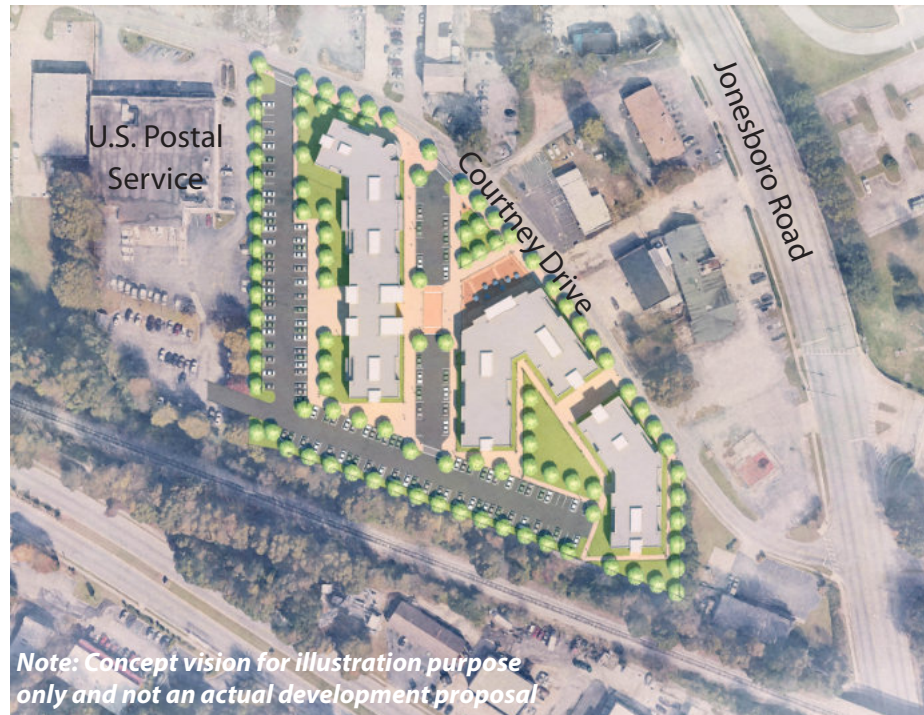 U.S. Postal
Service
Courtney Drive
Jonesboro Road
Note: Concept vision for illustration purpose
only and not an actual development proposal